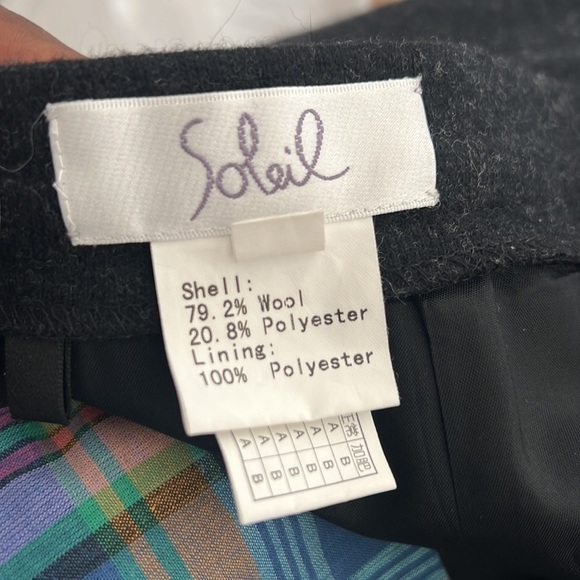 Soleil
Shell:
79.2% Wool
20.8% Polyester
Lining:
100% Polyester
A A A A A A
B B B B B B